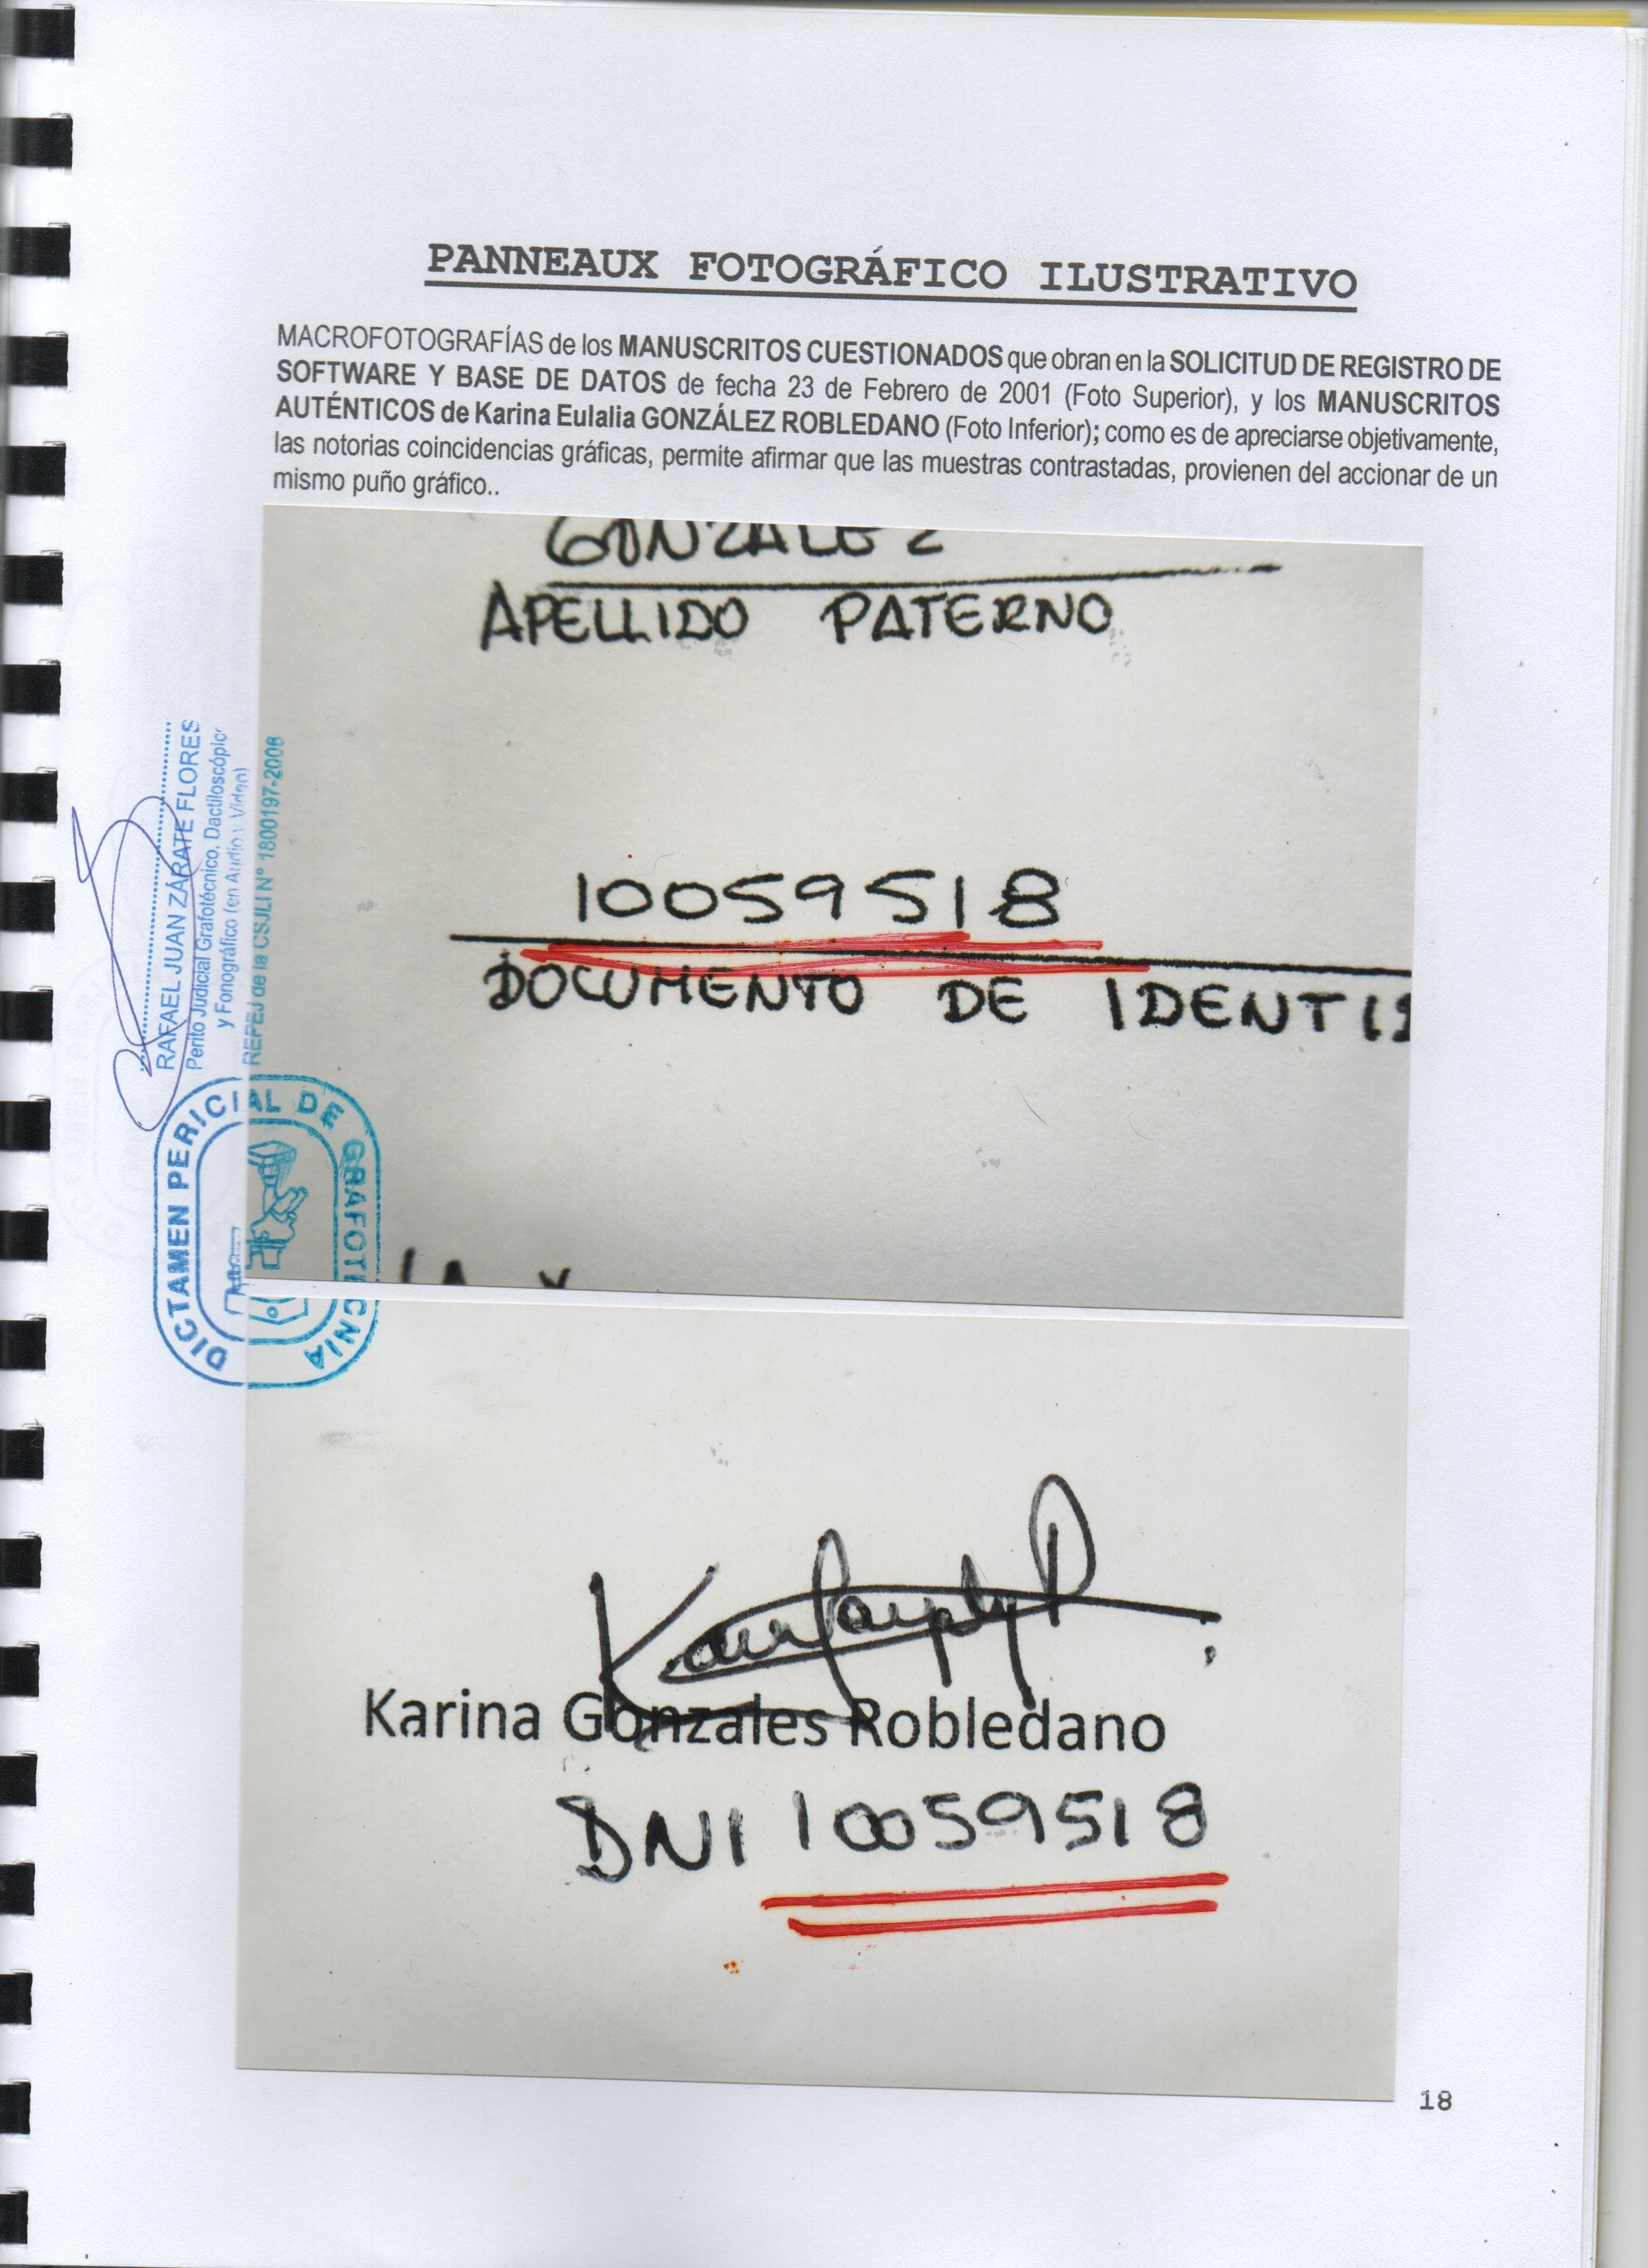 PANNEAUX FOTOGRÁFICO ILUSTRATIVO
MACROFOTOGRAFÍAS de los MANUSCRITOS CUESTIONADOS que obran en la SOLICITUD DE REGISTRO DE
SOFTWARE Y BASE DE DATOS de fecha 23 de Febrero de 2001 (Foto Superior), y los MANUSCRITOS
AUTÉNTICOS de Karina Eulalia GONZÁLEZ ROBLEDANO (Foto Inferior); como es de apreciarse objetivamente,
las notorias coincidencias gráficas, permite afirmar que las muestras contrastadas, provienen del accionar de un
mismo puño gráfico..
GONZALEZ
APELLIDO PATERNO
10059518
DOCUMENTO DE IDENTI
RAFAEL JUAN ZÁRATE FLORES
Perito Judicial Grafotécnico, Dactiloscópico
y Fonográfico (en Audio y Video)
REPEJ de la CSJLI N° 1800197-2008
DICTAMEN PERICIAL DE GRAFOTECNIA
Karina Gonzales Robledano
DNI 10059518
18